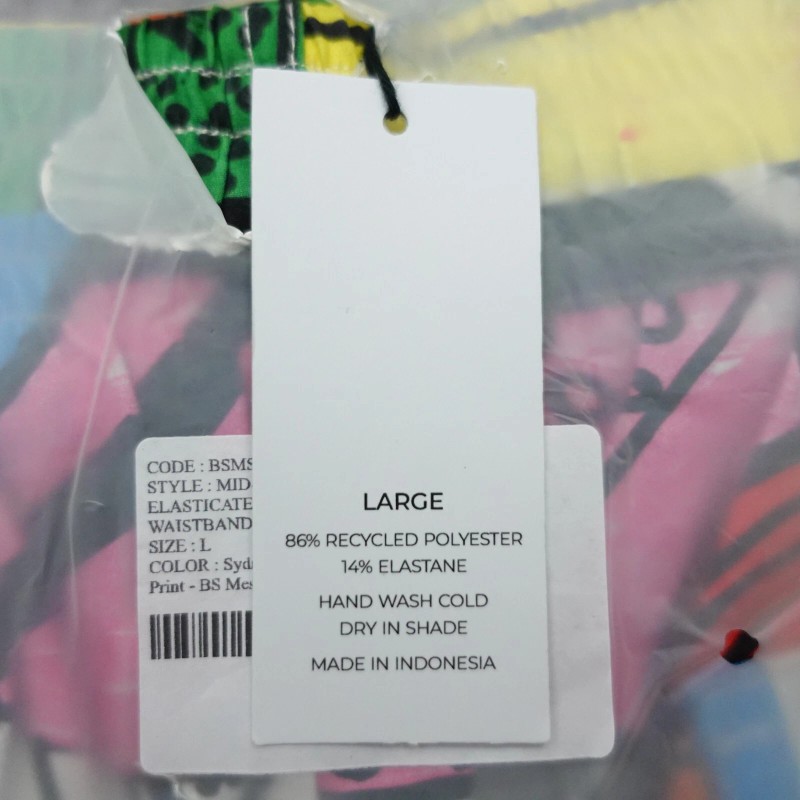 CODE : BSMS
STYLE : MID-
ELASTICATE
WAISTBAND
SIZE : L
COLOR : Syd
Print - BS Mes
LARGE
86% RECYCLED POLYESTER
14% ELASTANE
HAND WASH COLD
DRY IN SHADE
MADE IN INDONESIA